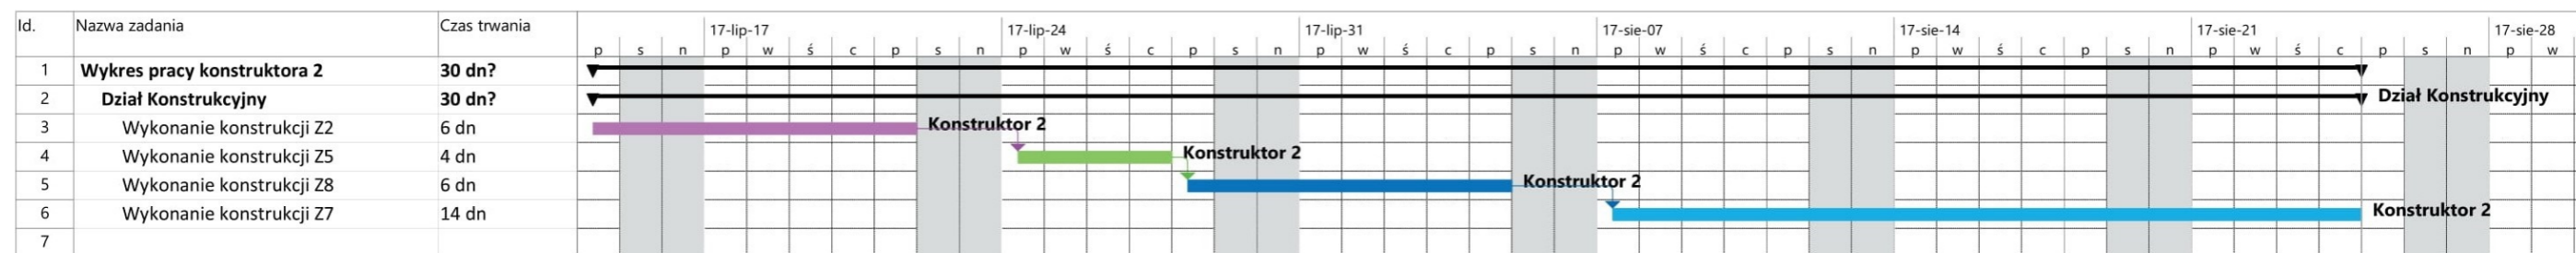 Id. Nazwa zadania Czas trwania 17-lip-17 17-lip-24 17-lip-31 17-sie-07 17-sie-14 17-sie-21 17-sie-28
p s n p w ś c p s n p w ś c p s n p w ś c p s n p w ś c p s n p w ś c p s n p w ś c p s n p w
1 Wykres pracy konstruktora 2 30 dn?
2 Dział Konstrukcyjny 30 dn? Dział Konstrukcyjny
3 Wykonanie konstrukcji Z2 6 dn Konstruktor 2
4 Wykonanie konstrukcji Z5 4 dn Konstruktor 2
5 Wykonanie konstrukcji Z8 6 dn Konstruktor 2
6 Wykonanie konstrukcji Z7 14 dn Konstruktor 2
7